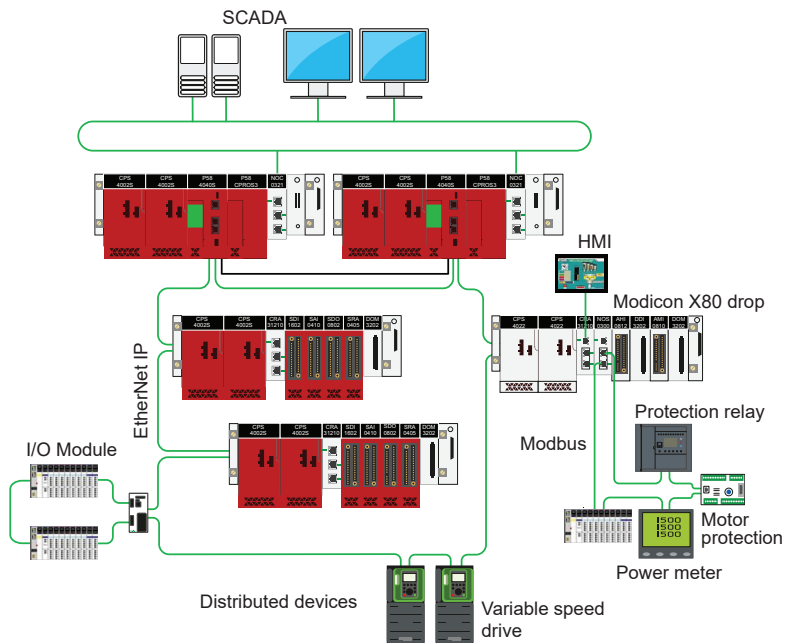 SCADA
CPS CPS P58 P58 NOC
4002S 4002S 4040S CPROS3 0321
CPS CPS P58 P58 NOC
4002S 4002S 4040S CPROS3 0321
HMI
Modicon X80 drop
CPS CPS CRA SDI SAI SDO SRA DOM
4002S 4002S 31210 1602 0410 0802 0405 3202
CPS CPS CRA NOS AHI DDI AMI DOM
4022 4022 31210 0300 0812 3202 0810 3202
EtherNet IP
CPS CPS CRA SDI SAI SDO SRA DOM
4002S 4002S 31210 1602 0410 0802 0405 3202
Protection relay
I/O Module
Modbus
1500
1500
1500
Motor
protection
Power meter
Distributed devices
Variable speed
drive